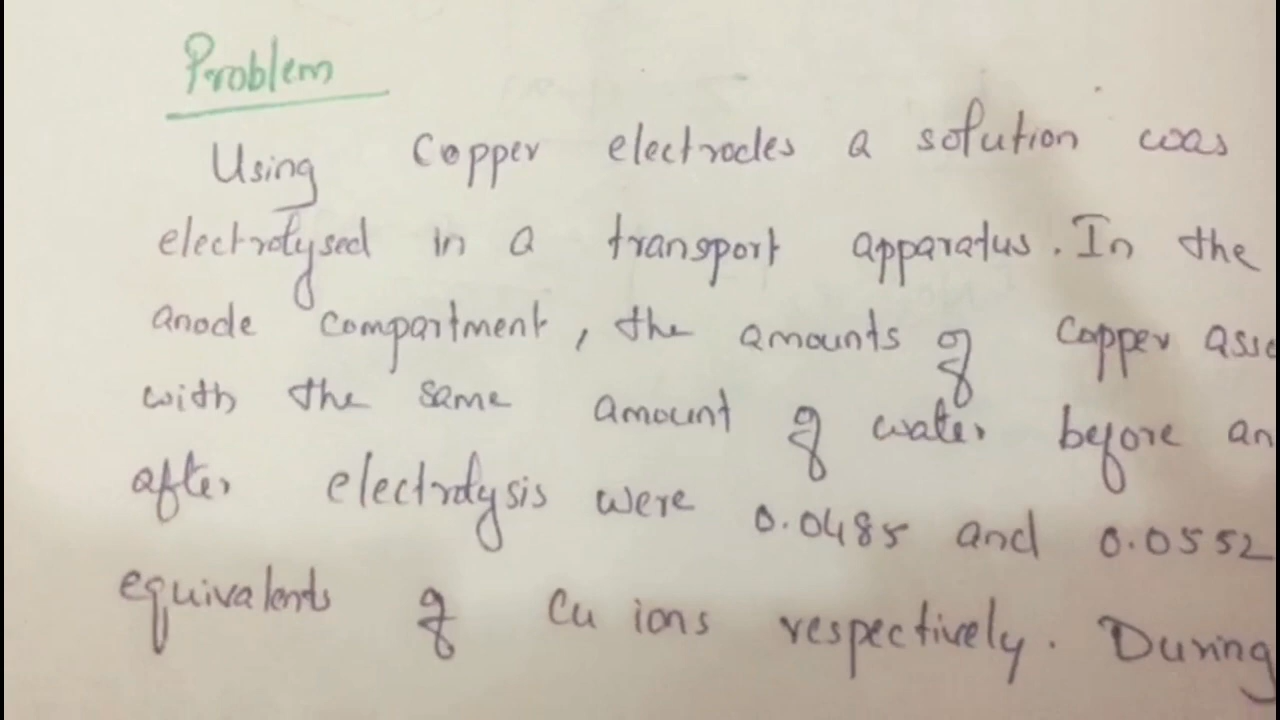 Problem
Using Copper electrodes a solution was
electrolysed in a transport apparatus. In the
anode compartment, the amounts of Copper
with the same amount of water before
after electrolysis were 0.0485 and 0.0552
equivalents of Cu ions respectively. During